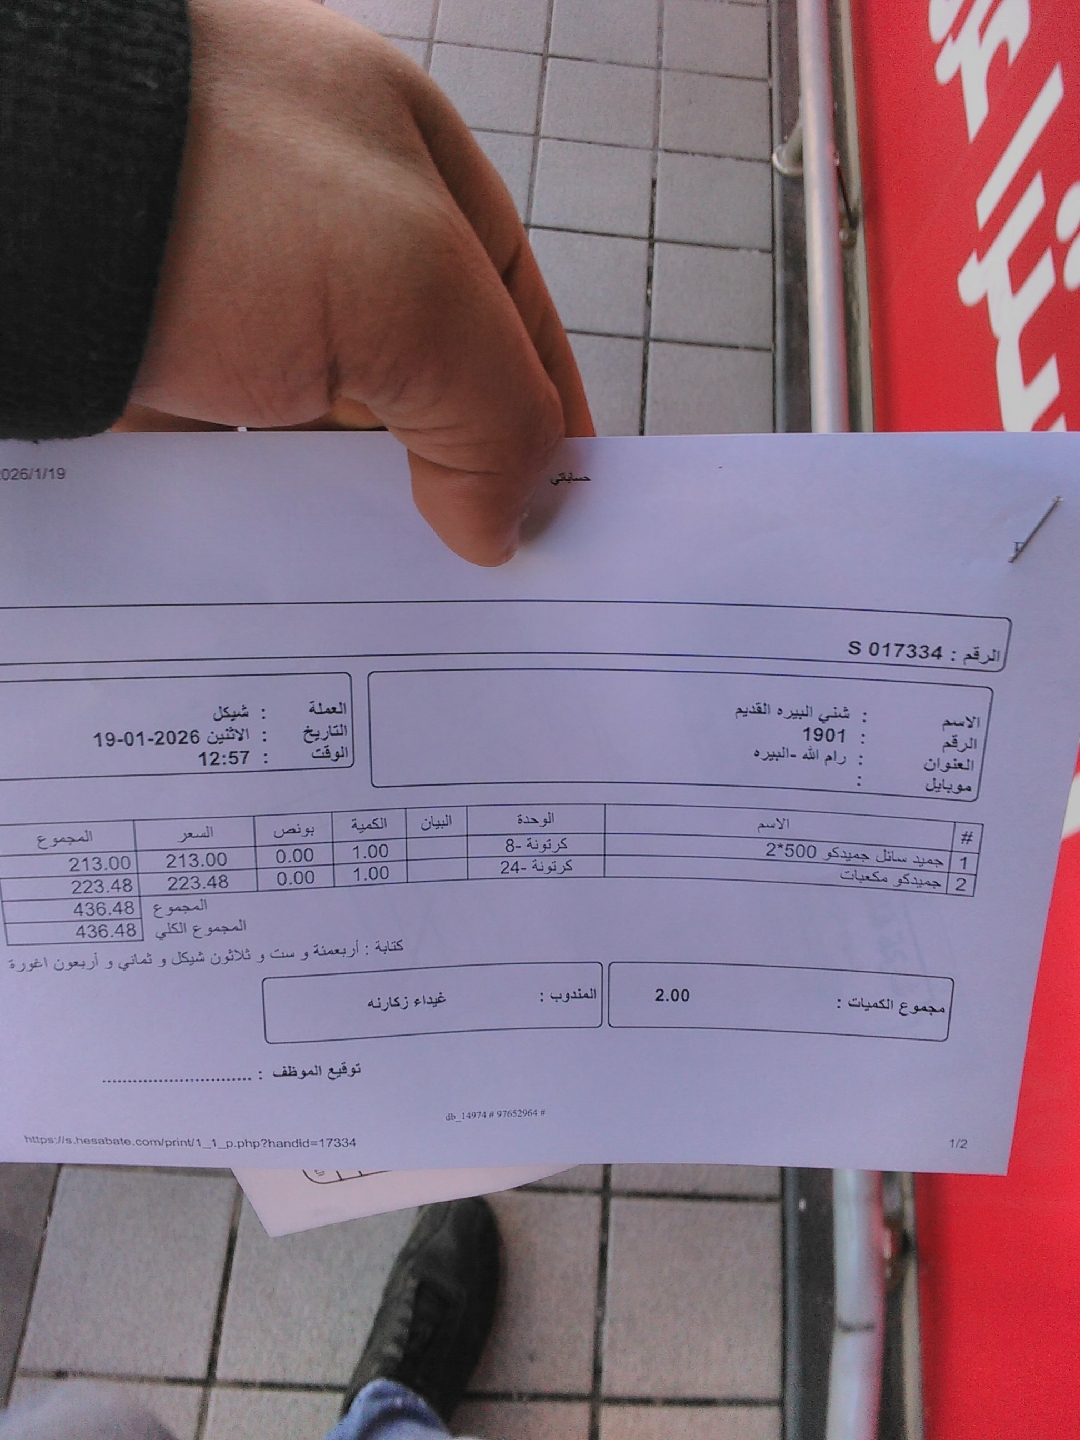 026/1/19
حساباتي
الرقم : S 017334
الاسم : شني البيره القديم
الرقم : 1901
العنوان : رام الله -البيره
موبايل :
العملة : شيكل
التاريخ : الاثنين 19-01-2026
الوقت : 12:57
# الاسم الوحدة البيان الكمية بونص السعر المجموع
1 جميد سائل جميدكو 500*2 كرتونة -8 1.00 0.00 213.00 213.00
2 جميدكو مكعبات كرتونة -24 1.00 0.00 223.48 223.48
المجموع 436.48
المجموع الكلي 436.48
كتابة : أربعمئة و ست و ثلاثون شيكل و ثماني و أربعون اغورة
مجموع الكميات : 2.00
المندوب : غيداء زكارنه
توقيع الموظف : ..............................
db_14974 # 97652964 #
https://s.hesabate.com/print/1_1_p.php?handid=17334
1/2